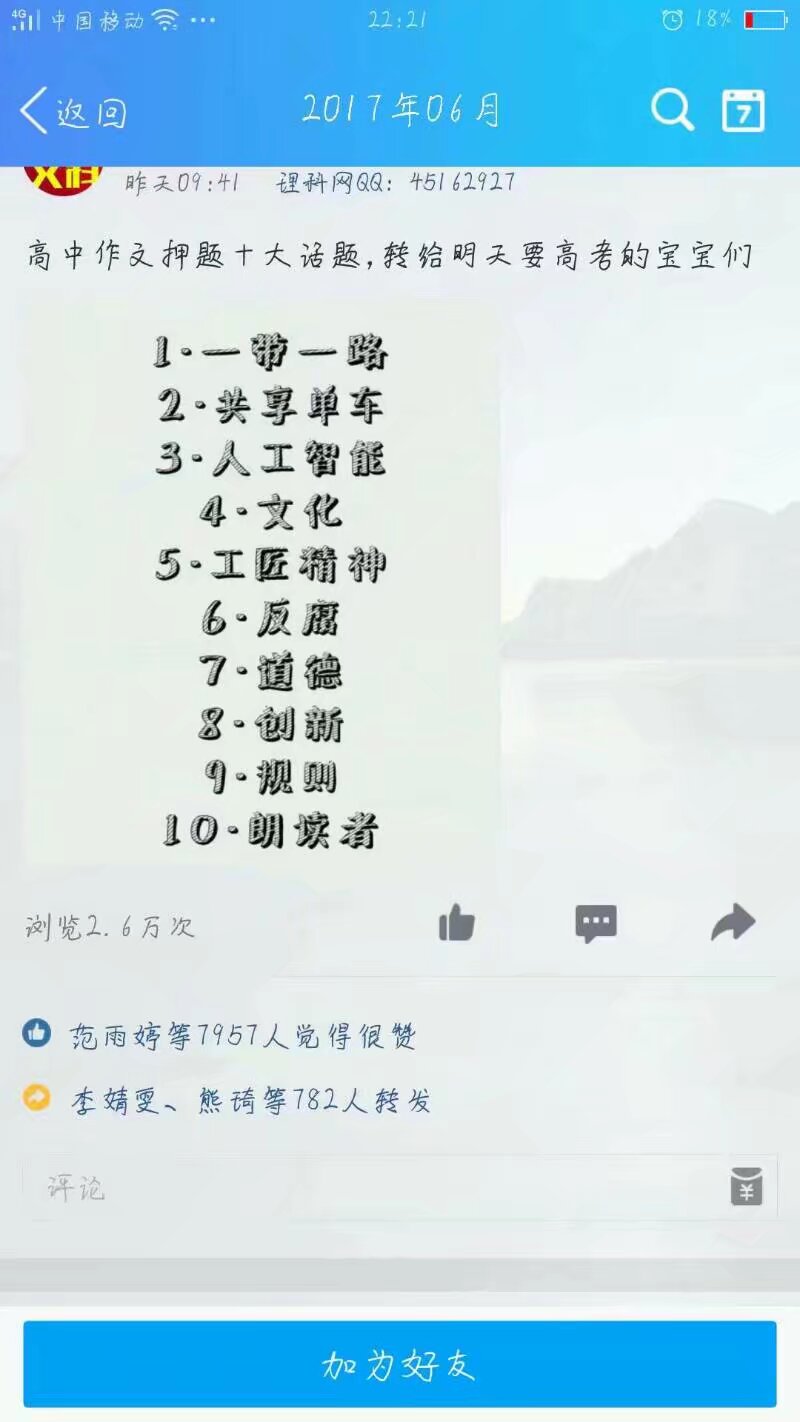 4G 中国移动 22:21 18%
返回 2017年06月 7
文科
昨天09:41 理科网QQ：45162927
高中作文押题十大话题,转给明天要高考的宝宝们
1·一带一路
2·共享单车
3·人工智能
4·文化
5·工匠精神
6·反腐
7·道德
8·创新
9·规则
10·朗读者
浏览2.6万次
范雨婷等7957人觉得很赞
李婧雯、熊琦等782人转发
评论 ¥
加为好友